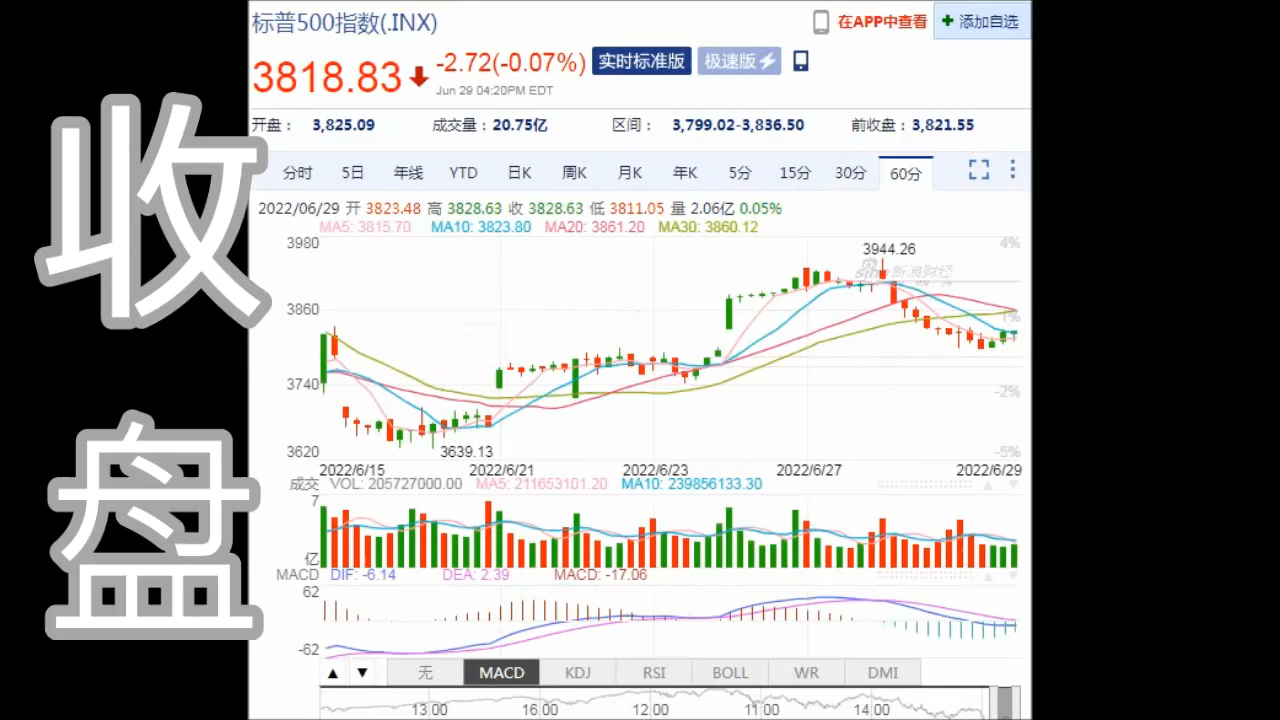 标普500指数(.INX)
在APP中查看
+ 添加自选
3818.83
-2.72(-0.07%)
实时标准版
极速版
Jun 29 04:20PM EDT
开盘： 3,825.09 成交量：20.75亿 区间： 3,799.02-3,836.50 前收盘：3,821.55
分时 5日 年线 YTD 日K 周K 月K 年K 5分 15分 30分 60分
2022/06/29 开 3823.48 高 3828.63 收 3828.63 低 3811.05 量 2.06亿 0.05%
MA5: 3815.70 MA10: 3823.80 MA20: 3861.20 MA30: 3860.12
3980 4%
3944.26
sina 新浪财经
3860 1%
3740 -2%
3639.13
3620 -5%
2022/6/15 2022/6/21 2022/6/23 2022/6/27 2022/6/29
成交 VOL: 205727000.00 MA5: 211653101.20 MA10: 239856133.30
7
亿
MACD DIF: -6.14 DEA: 2.39 MACD: -17.06
62
-62
▲ ▼ 无 MACD KDJ RSI BOLL WR DMI
13:00 16:00 12:00 11:00 14:00
收
盘